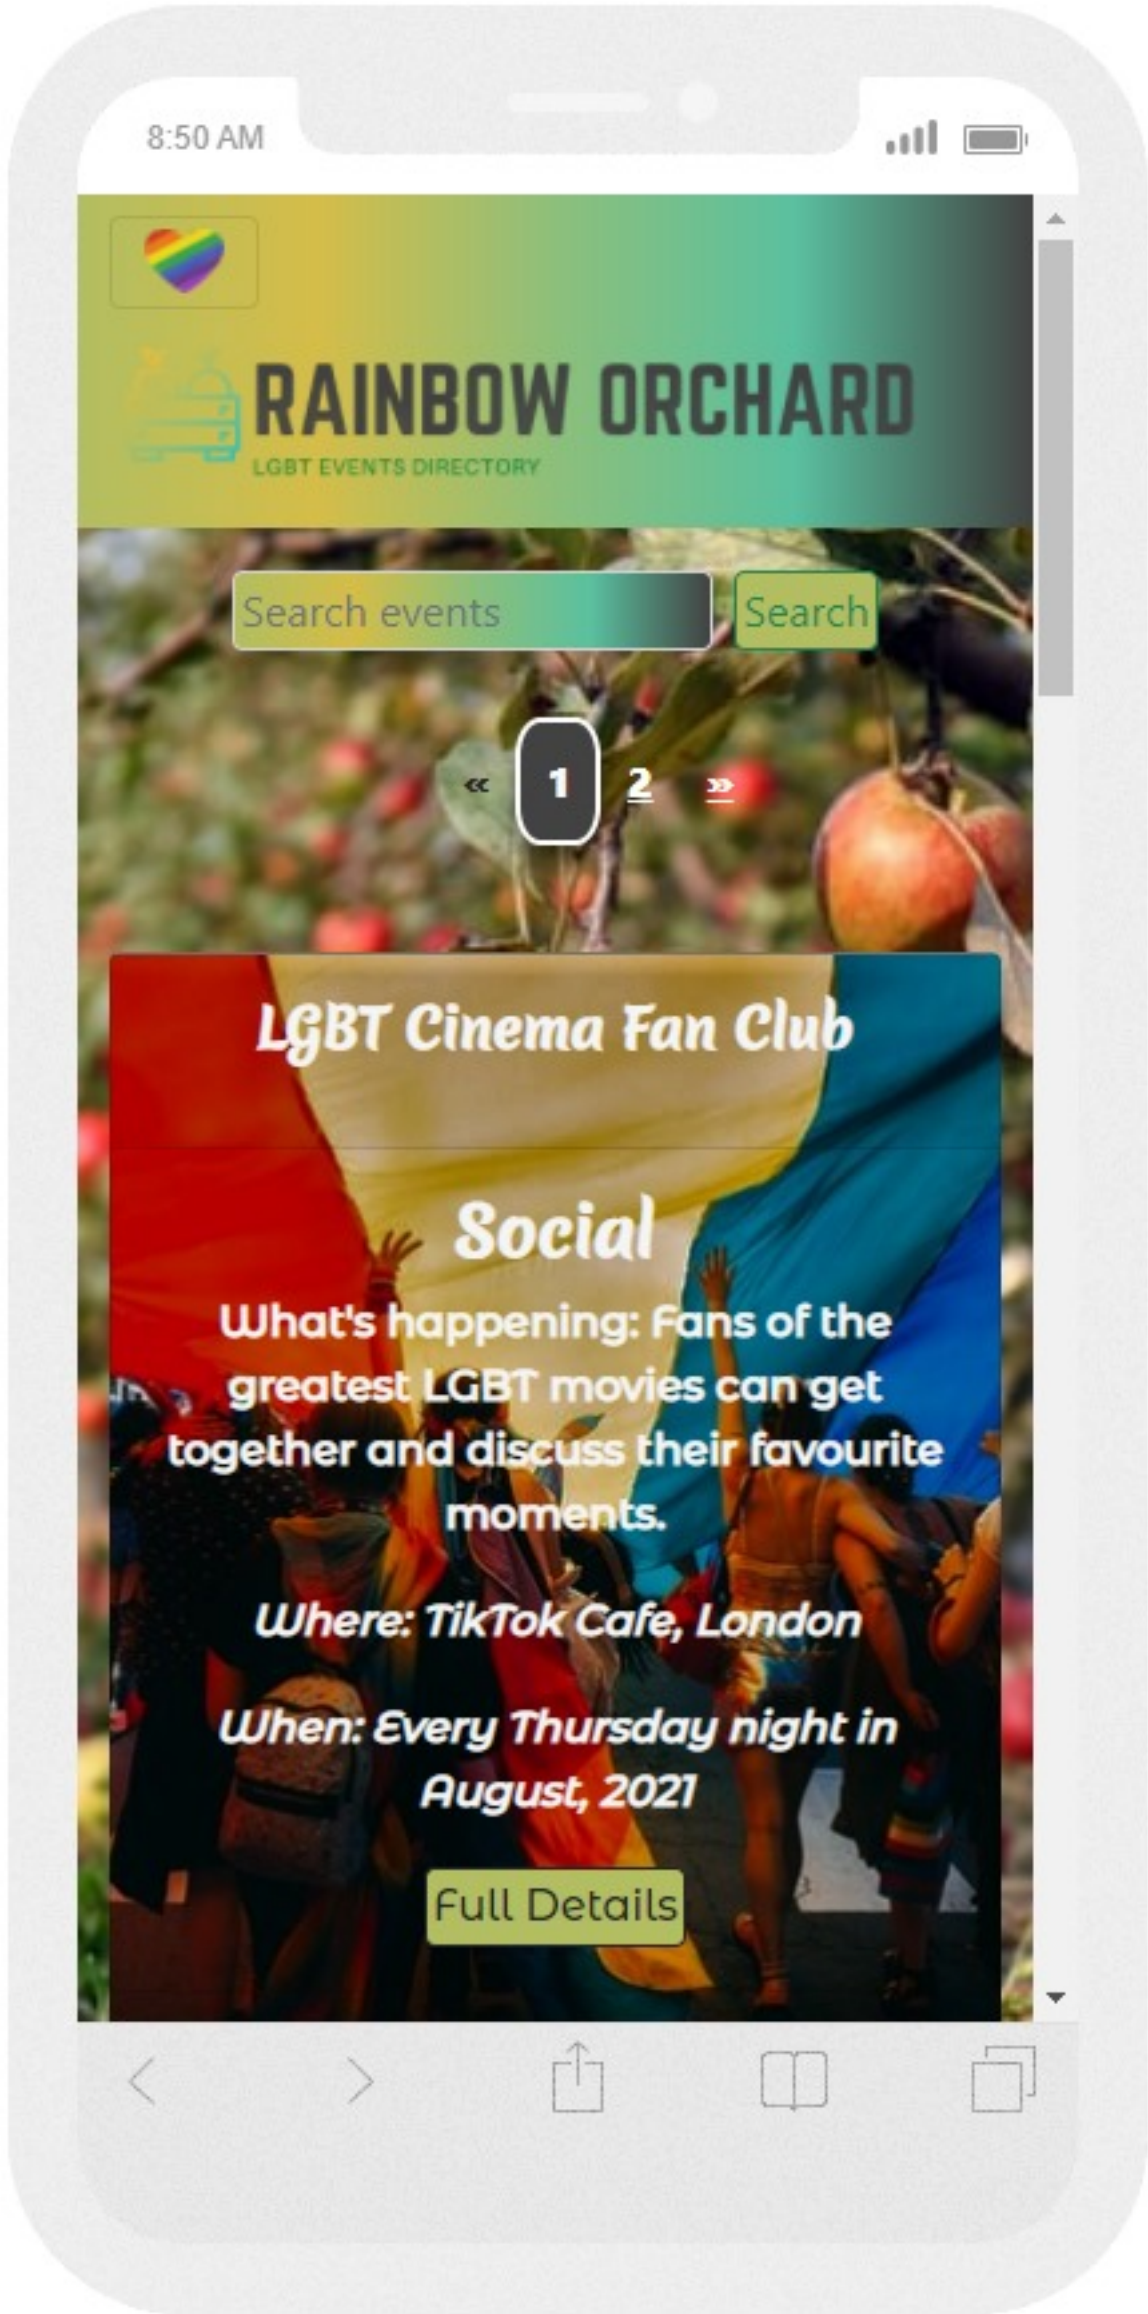 8:50 AM
RAINBOW ORCHARD
LGBT EVENTS DIRECTORY
Search events Search
« 1 2 »
LGBT Cinema Fan Club
Social
What's happening: Fans of the
greatest LGBT movies can get
together and discuss their favourite
moments.
Where: TikTok Cafe, London
When: Every Thursday night in
August, 2021
Full Details